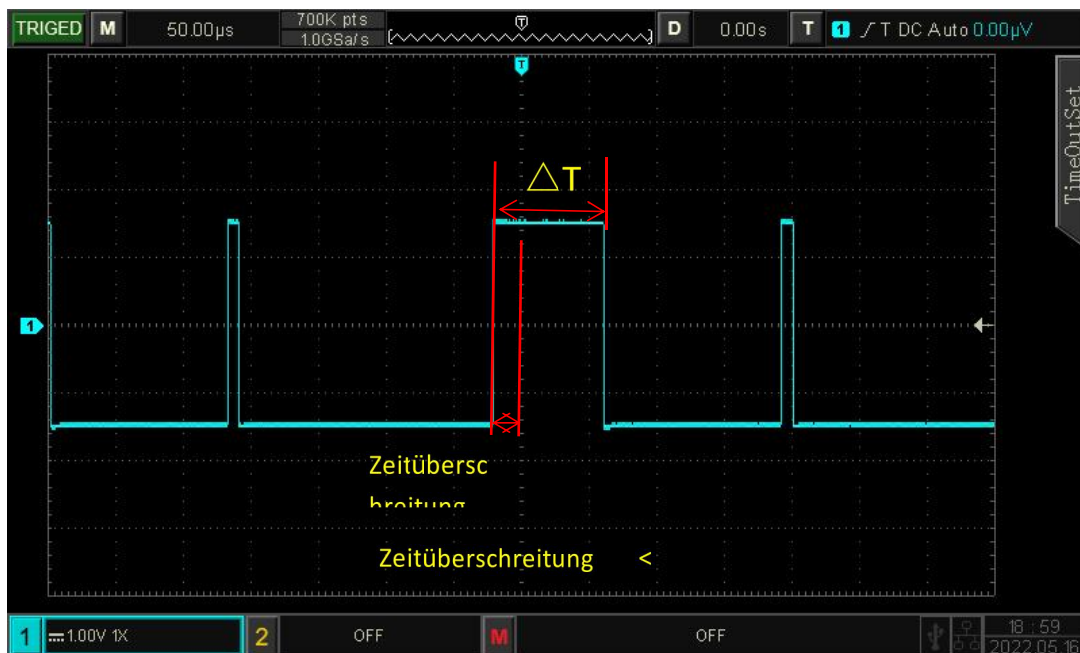 TRIGED M 50.00µs 700K pts D 0.00s T 1 T DC Auto 0.00µV
1.0GSa/s
T
TimeOutSet
△T
1
Zeitübersc
hreitung
Zeitüberschreitung <
1 1.00V 1X 2 OFF M OFF 18:59
2022.05.16